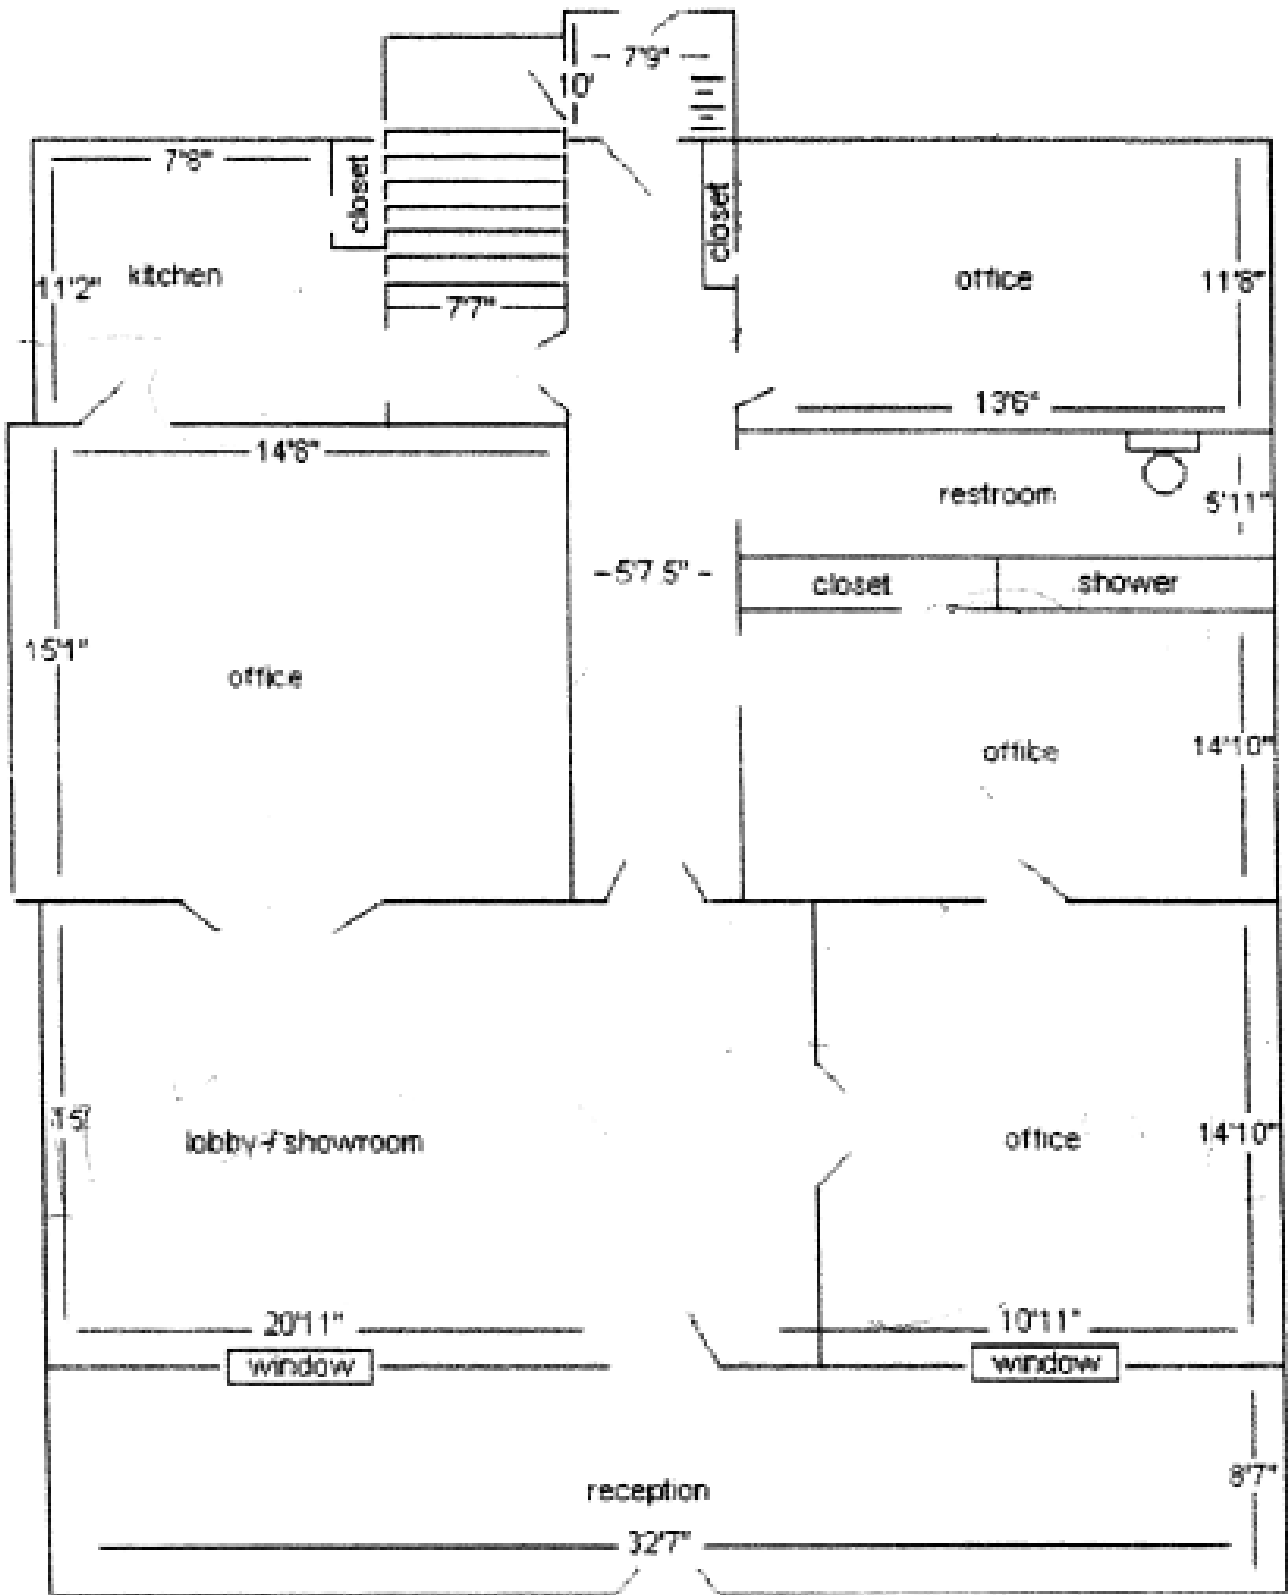 7'9"
10'
7'8"
closet
closet
kitchen
office
11'2"
11'8"
7'7"
13'6"
14'8"
restroom
5'11"
5'7.5"
closet
shower
15'1"
office
office
14'10"
15'
lobby + showroom
office
14'10"
20'11"
10'11"
window
window
8'7"
reception
32'7"